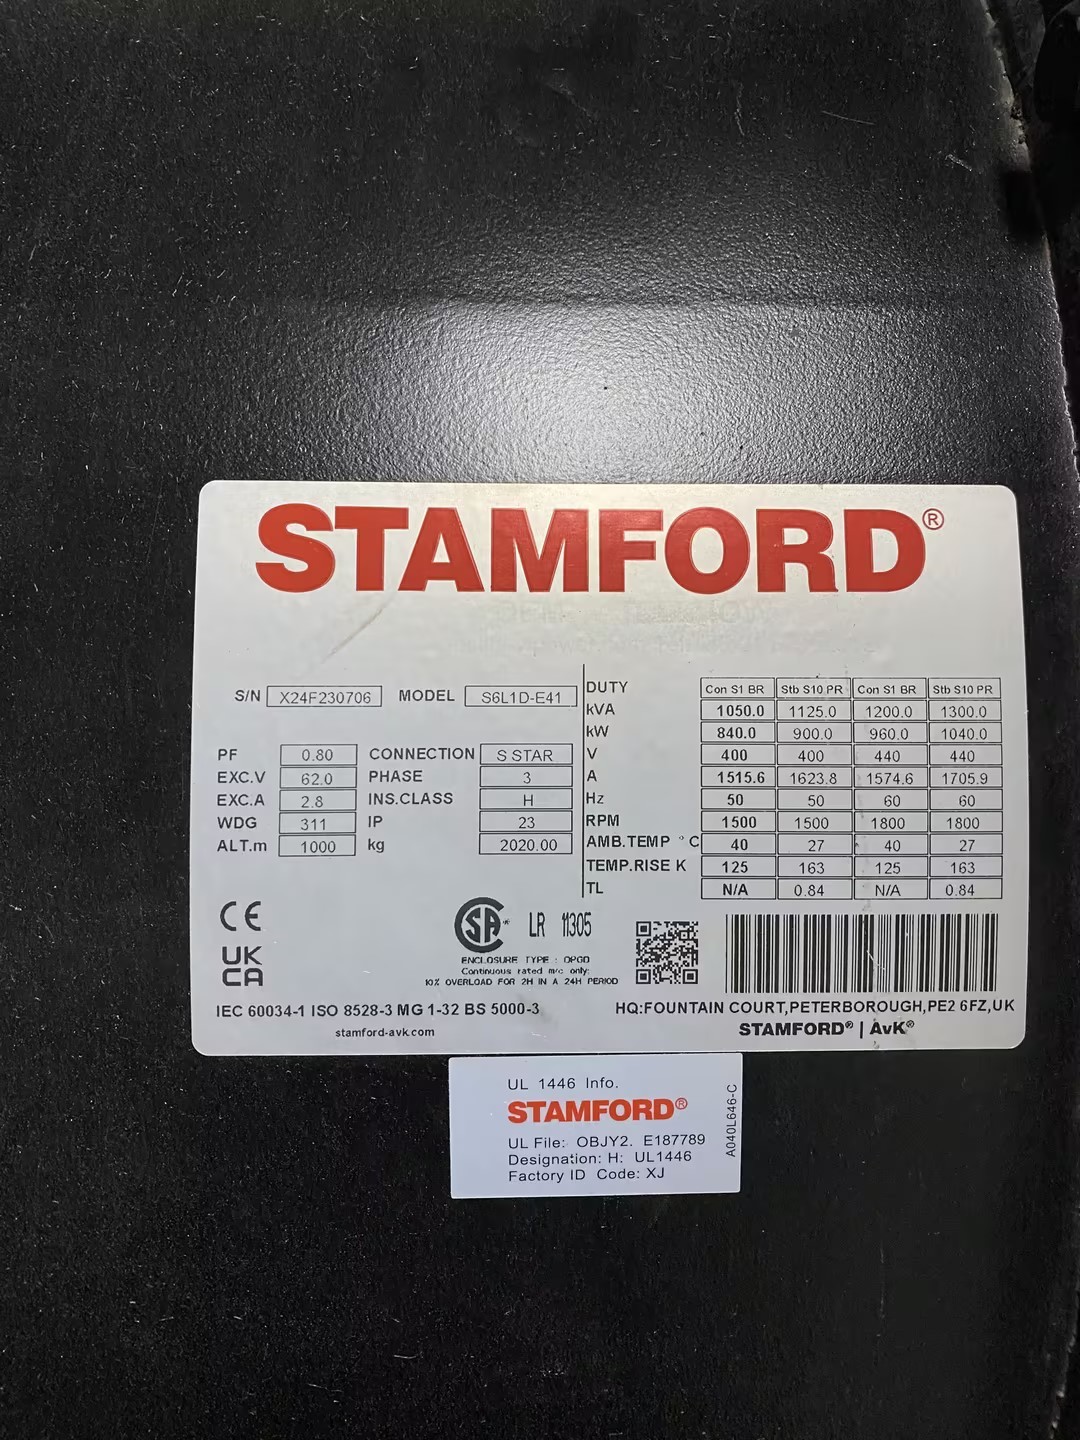 STAMFORD®
S/N X24F230706 MODEL S6L1D-E41
PF 0.80 CONNECTION S STAR
EXC.V 62.0 PHASE 3
EXC.A 2.8 INS.CLASS H
WDG 311 IP 23
ALT.m 1000 kg 2020.00
DUTY Con S1 BR Stb S10 PR Con S1 BR Stb S10 PR
kVA 1050.0 1125.0 1200.0 1300.0
kW 840.0 900.0 960.0 1040.0
V 400 400 440 440
A 1515.6 1623.8 1574.6 1705.9
Hz 50 50 60 60
RPM 1500 1500 1800 1800
AMB.TEMP °C 40 27 40 27
TEMP.RISE K 125 163 125 163
TL N/A 0.84 N/A 0.84
CE
UK
CA
SA LR 11305
ENCLOSURE TYPE : OPGD
Continuous rated m/c only:
10% OVERLOAD FOR 2H IN A 24H PERIOD
IEC 60034-1 ISO 8528-3 MG 1-32 BS 5000-3
stamford-avk.com
HQ:FOUNTAIN COURT,PETERBOROUGH,PE2 6FZ,UK
STAMFORD® | AvK®
UL 1446 Info.
STAMFORD®
UL File: OBJY2. E187789
Designation: H: UL1446
Factory ID Code: XJ
A040L646-C